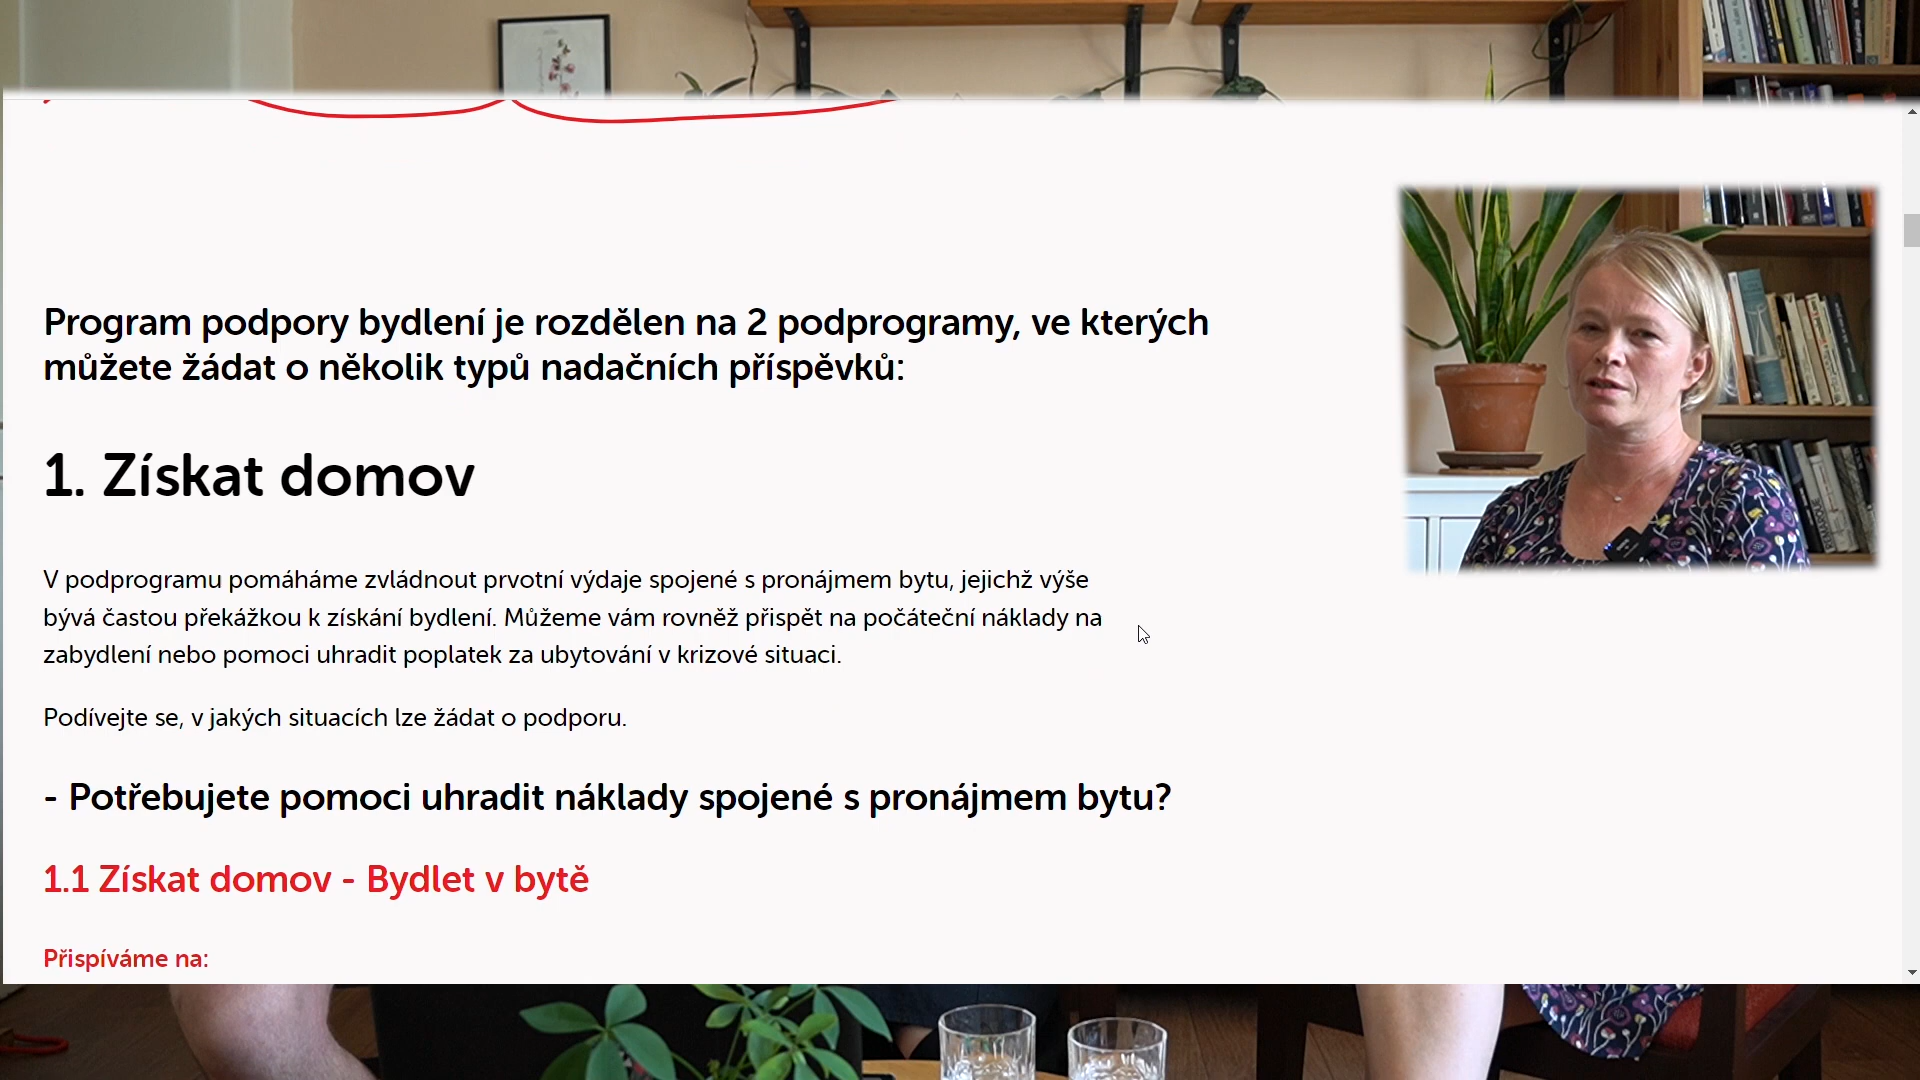 Program podpory bydlení je rozdělen na 2 podprogramy, ve kterých
můžete žádat o několik typů nadačních příspěvků:
1. Získat domov
V podprogramu pomáháme zvládnout prvotní výdaje spojené s pronájmem bytu, jejichž výše
bývá častou překážkou k získání bydlení. Můžeme vám rovněž přispět na počáteční náklady na
zabydlení nebo pomoci uhradit poplatek za ubytování v krizové situaci.
Podívejte se, v jakých situacích lze žádat o podporu.
- Potřebujete pomoci uhradit náklady spojené s pronájmem bytu?
1.1 Získat domov - Bydlet v bytě
Přispíváme na: